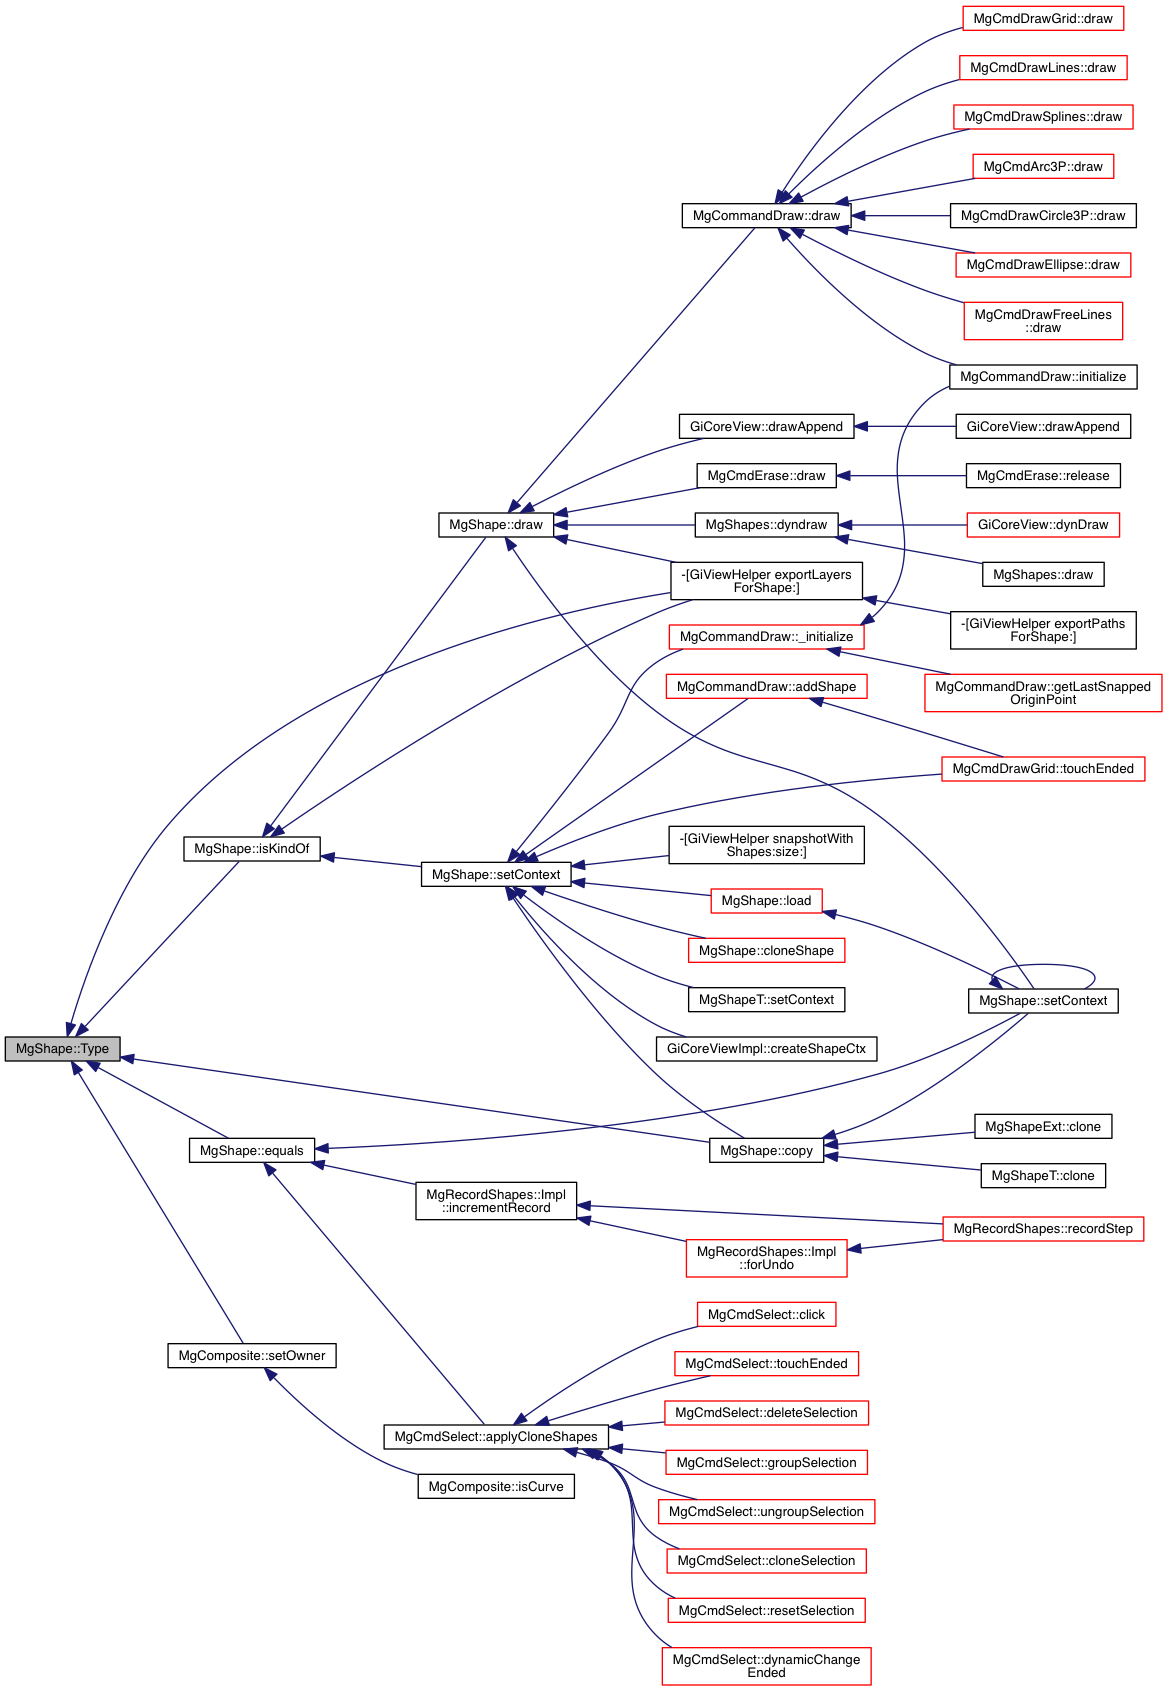 MgCmdDrawGrid::draw
MgCmdDrawLines::draw
MgCmdDrawSplines::draw
MgCmdArc3P::draw
MgCommandDraw::draw
MgCmdDrawCircle3P::draw
MgCmdDrawEllipse::draw
MgCmdDrawFreeLines
::draw
MgCommandDraw::initialize
GiCoreView::drawAppend
GiCoreView::drawAppend
MgCmdErase::draw
MgCmdErase::release
MgShape::draw
MgShapes::dyndraw
GiCoreView::dynDraw
MgShapes::draw
-[GiViewHelper exportLayers
ForShape:]
-[GiViewHelper exportPaths
ForShape:]
MgCommandDraw::_initialize
MgCommandDraw::addShape
MgCommandDraw::getLastSnapped
OriginPoint
MgCmdDrawGrid::touchEnded
MgShape::isKindOf
-[GiViewHelper snapshotWith
Shapes:size:]
MgShape::setContext
MgShape::load
MgShape::cloneShape
MgShapeT::setContext
MgShape::setContext
MgShape::Type
GiCoreViewImpl::createShapeCtx
MgShapeExt::clone
MgShape::equals
MgShape::copy
MgShapeT::clone
MgRecordShapes::Impl
::incrementRecord
MgRecordShapes::recordStep
MgRecordShapes::Impl
::forUndo
MgCmdSelect::click
MgComposite::setOwner
MgCmdSelect::touchEnded
MgCmdSelect::deleteSelection
MgCmdSelect::applyCloneShapes
MgCmdSelect::groupSelection
MgComposite::isCurve
MgCmdSelect::ungroupSelection
MgCmdSelect::cloneSelection
MgCmdSelect::resetSelection
MgCmdSelect::dynamicChange
Ended